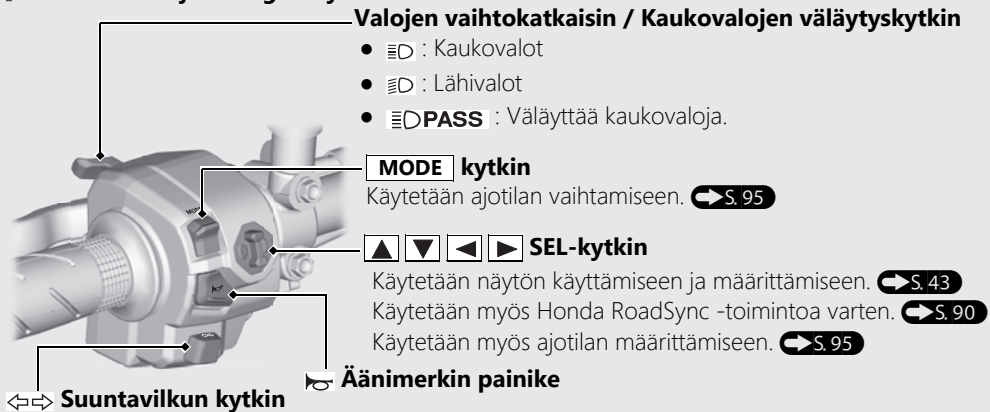 Valojen vaihtokatkaisin / Kaukovalojen väläytyskytkin
● : Kaukovalot
● : Lähivalot
● PASS : Väläyttää kaukovaloja.
MODE kytkin
Käytetään ajotilan vaihtamiseen. S. 95
▲ ▼ ◀ ▶ SEL-kytkin
Käytetään näytön käyttämiseen ja määrittämiseen. S. 43
Käytetään myös Honda RoadSync -toimintoa varten. S. 90
Käytetään myös ajotilan määrittämiseen. S. 95
MODE
Äänimerkin painike
Suuntavilkun kytkin